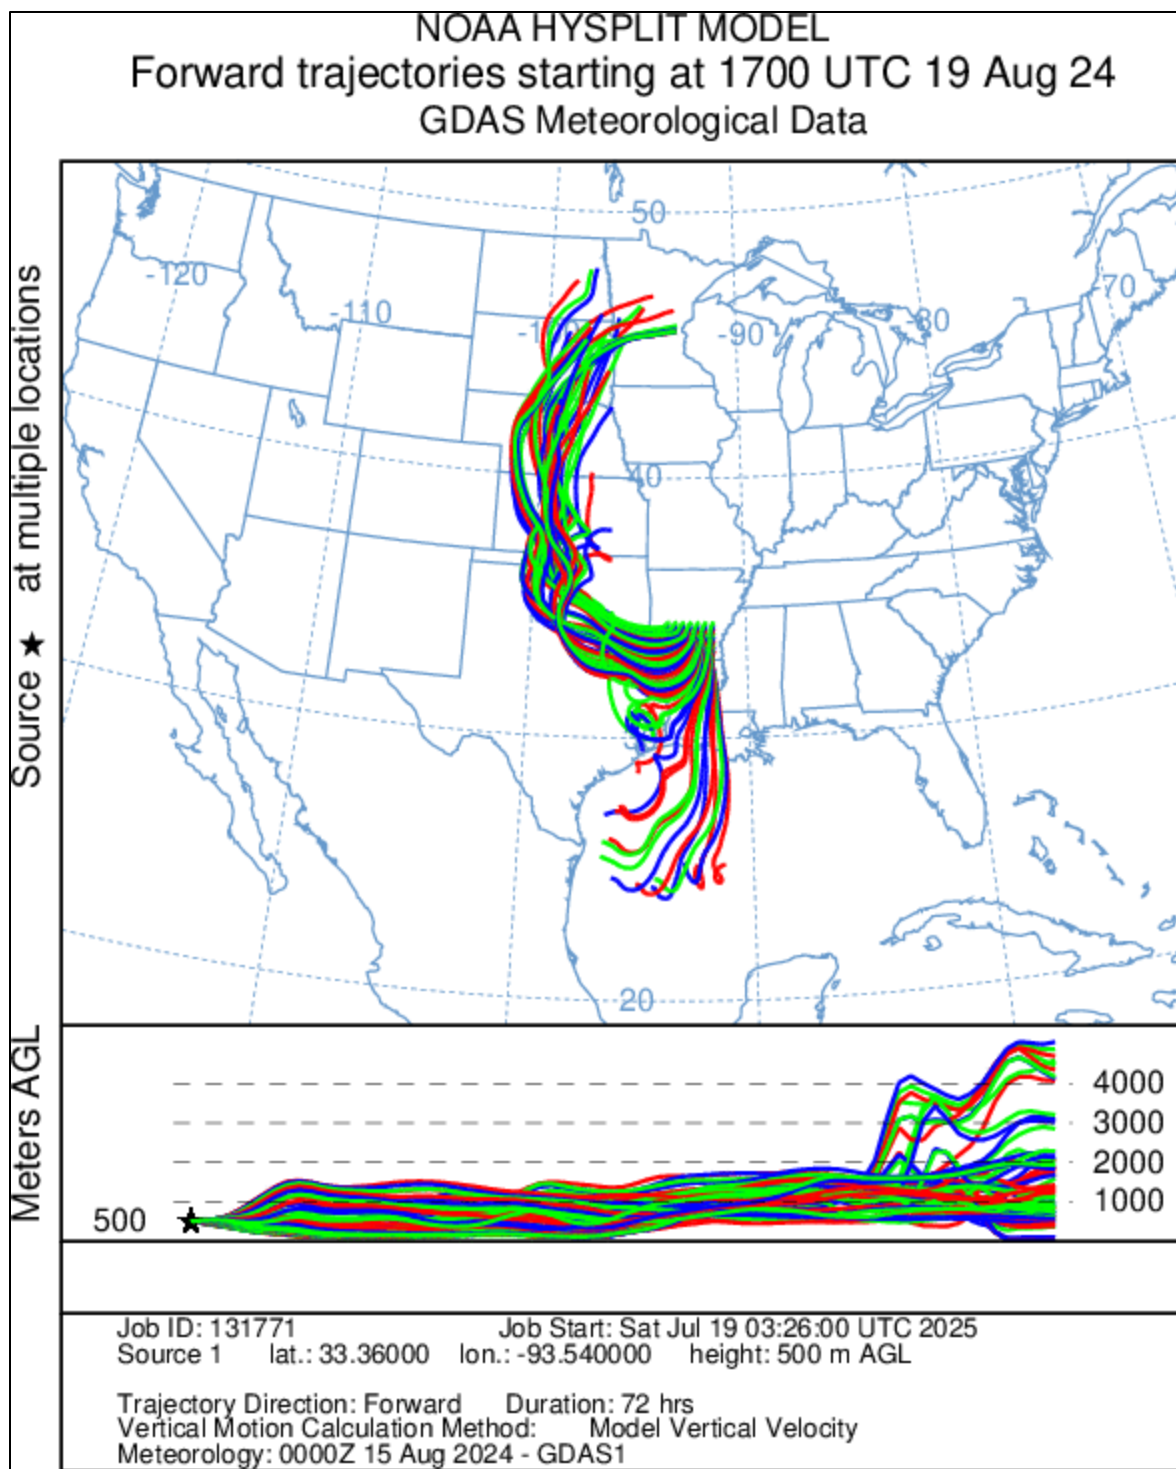 NOAA HYSPLIT MODEL
Forward trajectories starting at 1700 UTC 19 Aug 24
GDAS Meteorological Data
Source ★ at multiple locations
50
-120
-110
-90
-80
-70
40
20
Meters AGL
4000
3000
2000
1000
500
Job ID: 131771 Job Start: Sat Jul 19 03:26:00 UTC 2025
Source 1 lat.: 33.36000 lon.: -93.540000 height: 500 m AGL
Trajectory Direction: Forward Duration: 72 hrs
Vertical Motion Calculation Method: Model Vertical Velocity
Meteorology: 0000Z 15 Aug 2024 - GDAS1